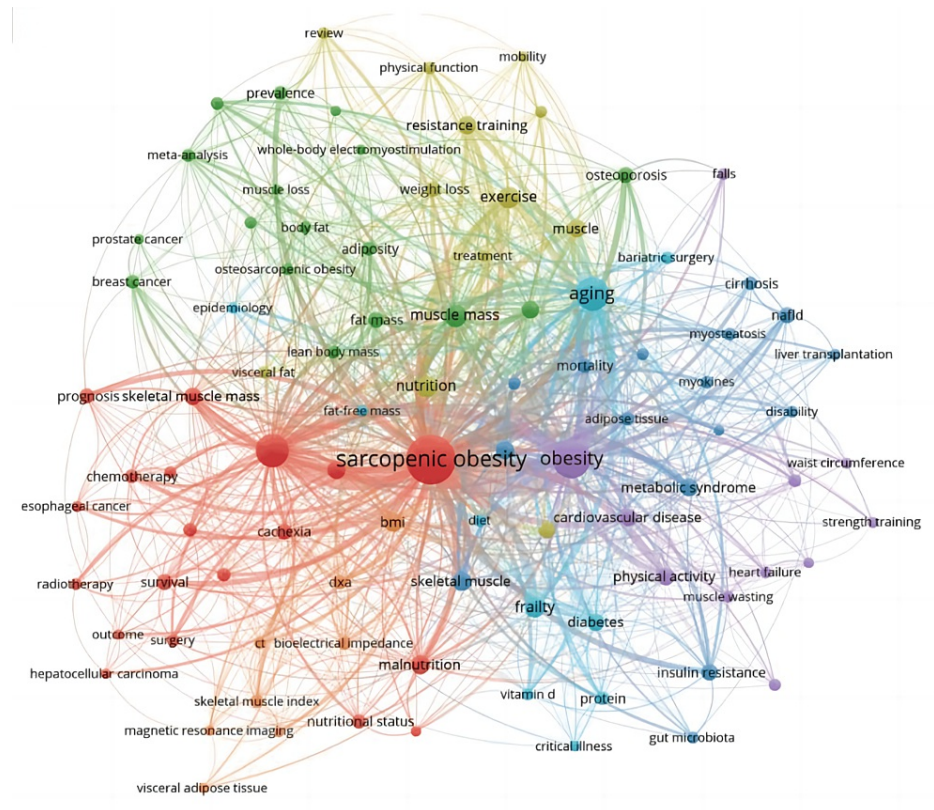 review
mobility
physical function
prevalence
resistance training
whole-body electromyostimulation
meta-analysis
osteoporosis
falls
muscle loss
weight loss
exercise
body fat
muscle
prostate cancer
adiposity
treatment
bariatric surgery
osteosarcopenic obesity
breast cancer
cirrhosis
aging
epidemiology
muscle mass
nafld
fat mass
myosteatosis
lean body mass
liver transplantation
mortality
visceral fat
myokines
nutrition
prognosis
skeletal muscle mass
fat-free mass
disability
adipose tissue
sarcopenic obesity
obesity
waist circumference
chemotherapy
metabolic syndrome
esophageal cancer
bmi
diet
cardiovascular disease
strength training
cachexia
heart failure
physical activity
radiotherapy
survival
dxa
skeletal muscle
muscle wasting
frailty
diabetes
outcome
surgery
ct
bioelectrical impedance
malnutrition
hepatocellular carcinoma
insulin resistance
vitamin d
protein
skeletal muscle index
nutritional status
magnetic resonance imaging
gut microbiota
critical illness
visceral adipose tissue